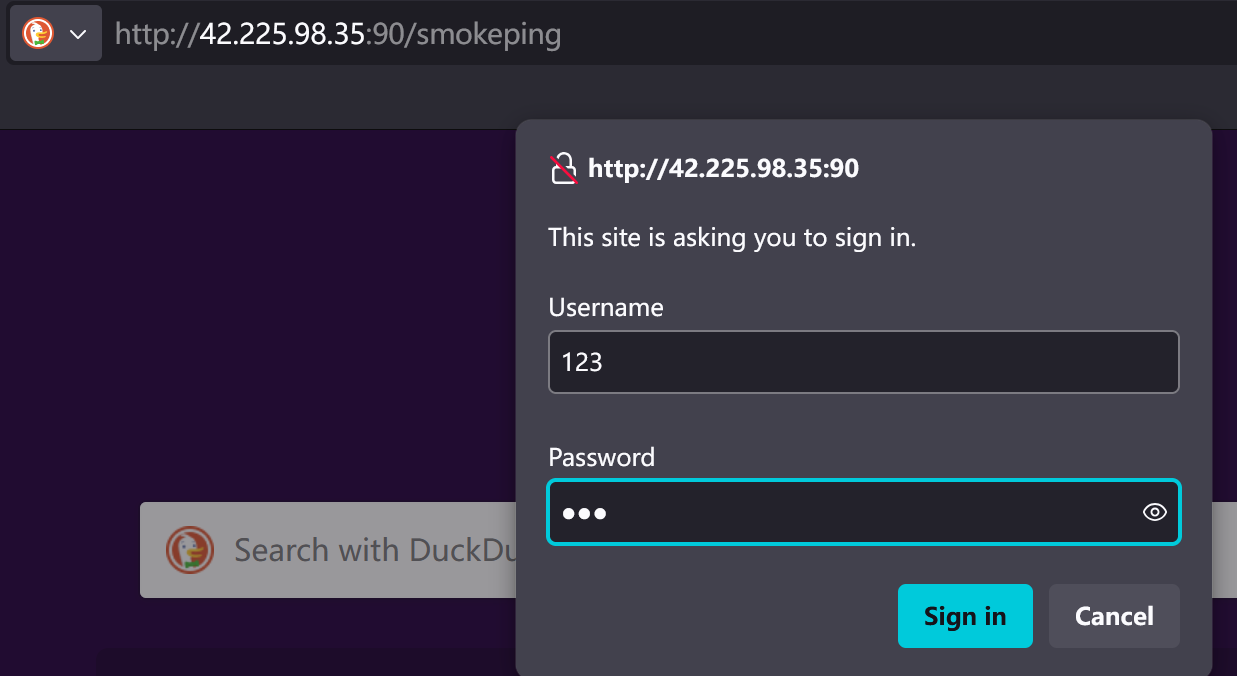 http://42.225.98.35:90/smokeping
http://42.225.98.35:90
This site is asking you to sign in.
Username
123
Password
•••
Search with DuckDu
Sign in
Cancel